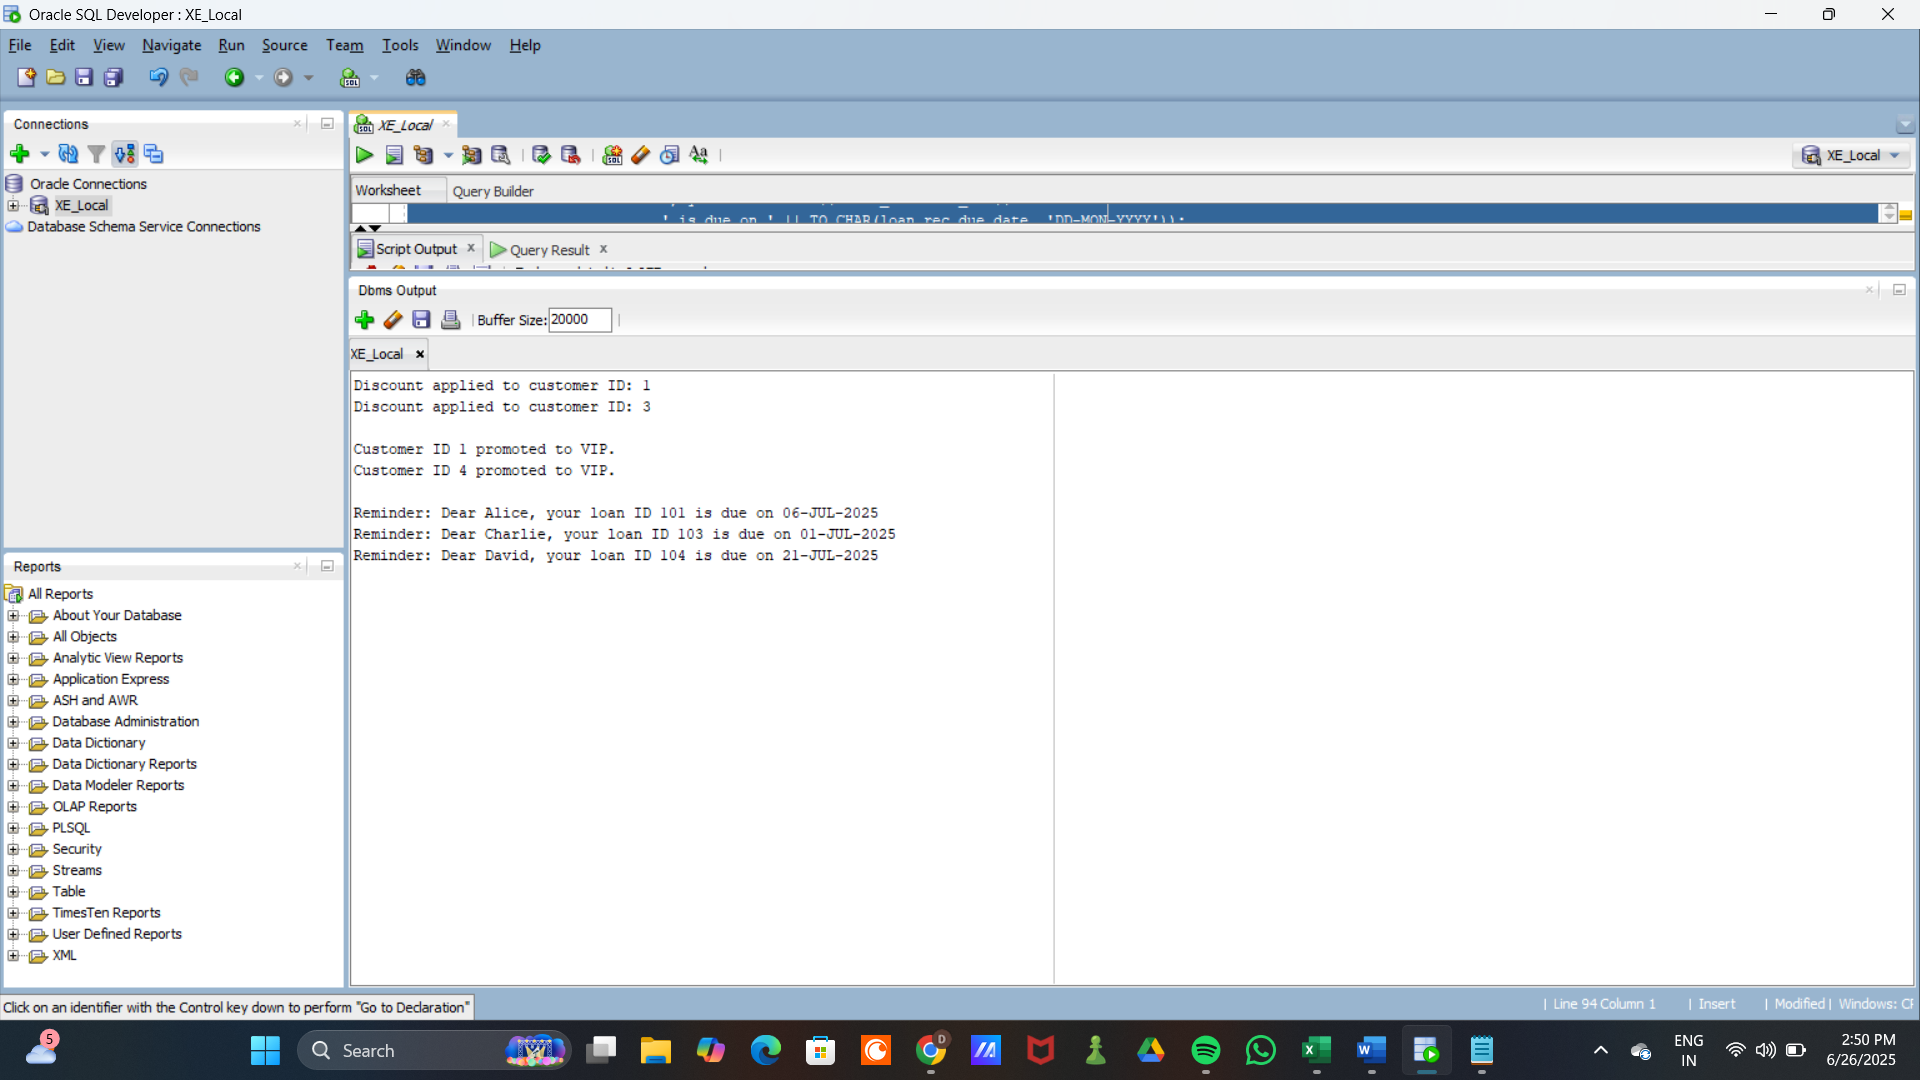 Oracle SQL Developer : XE_Local
File Edit View Navigate Run Source Team Tools Window Help
Connections
Oracle Connections
XE_Local
Database Schema Service Connections
Reports
All Reports
About Your Database
All Objects
Analytic View Reports
Application Express
ASH and AWR
Database Administration
Data Dictionary
Data Dictionary Reports
Data Modeler Reports
OLAP Reports
PLSQL
Security
Streams
Table
TimesTen Reports
User Defined Reports
XML
XE_Local
XE_Local
Worksheet Query Builder
' is due on ' || TO_CHAR(loan_rec.due_date, 'DD-MON-YYYY'));
Script Output Query Result
Dbms Output
Buffer Size: 20000
XE_Local
Discount applied to customer ID: 1
Discount applied to customer ID: 3
Customer ID 1 promoted to VIP.
Customer ID 4 promoted to VIP.
Reminder: Dear Alice, your loan ID 101 is due on 06-JUL-2025
Reminder: Dear Charlie, your loan ID 103 is due on 01-JUL-2025
Reminder: Dear David, your loan ID 104 is due on 21-JUL-2025
Click on an identifier with the Control key down to perform "Go to Declaration"
| Line 94 Column 1 | Insert | Modified | Windows: CF
5
Search
ENG
IN
2:50 PM
6/26/2025